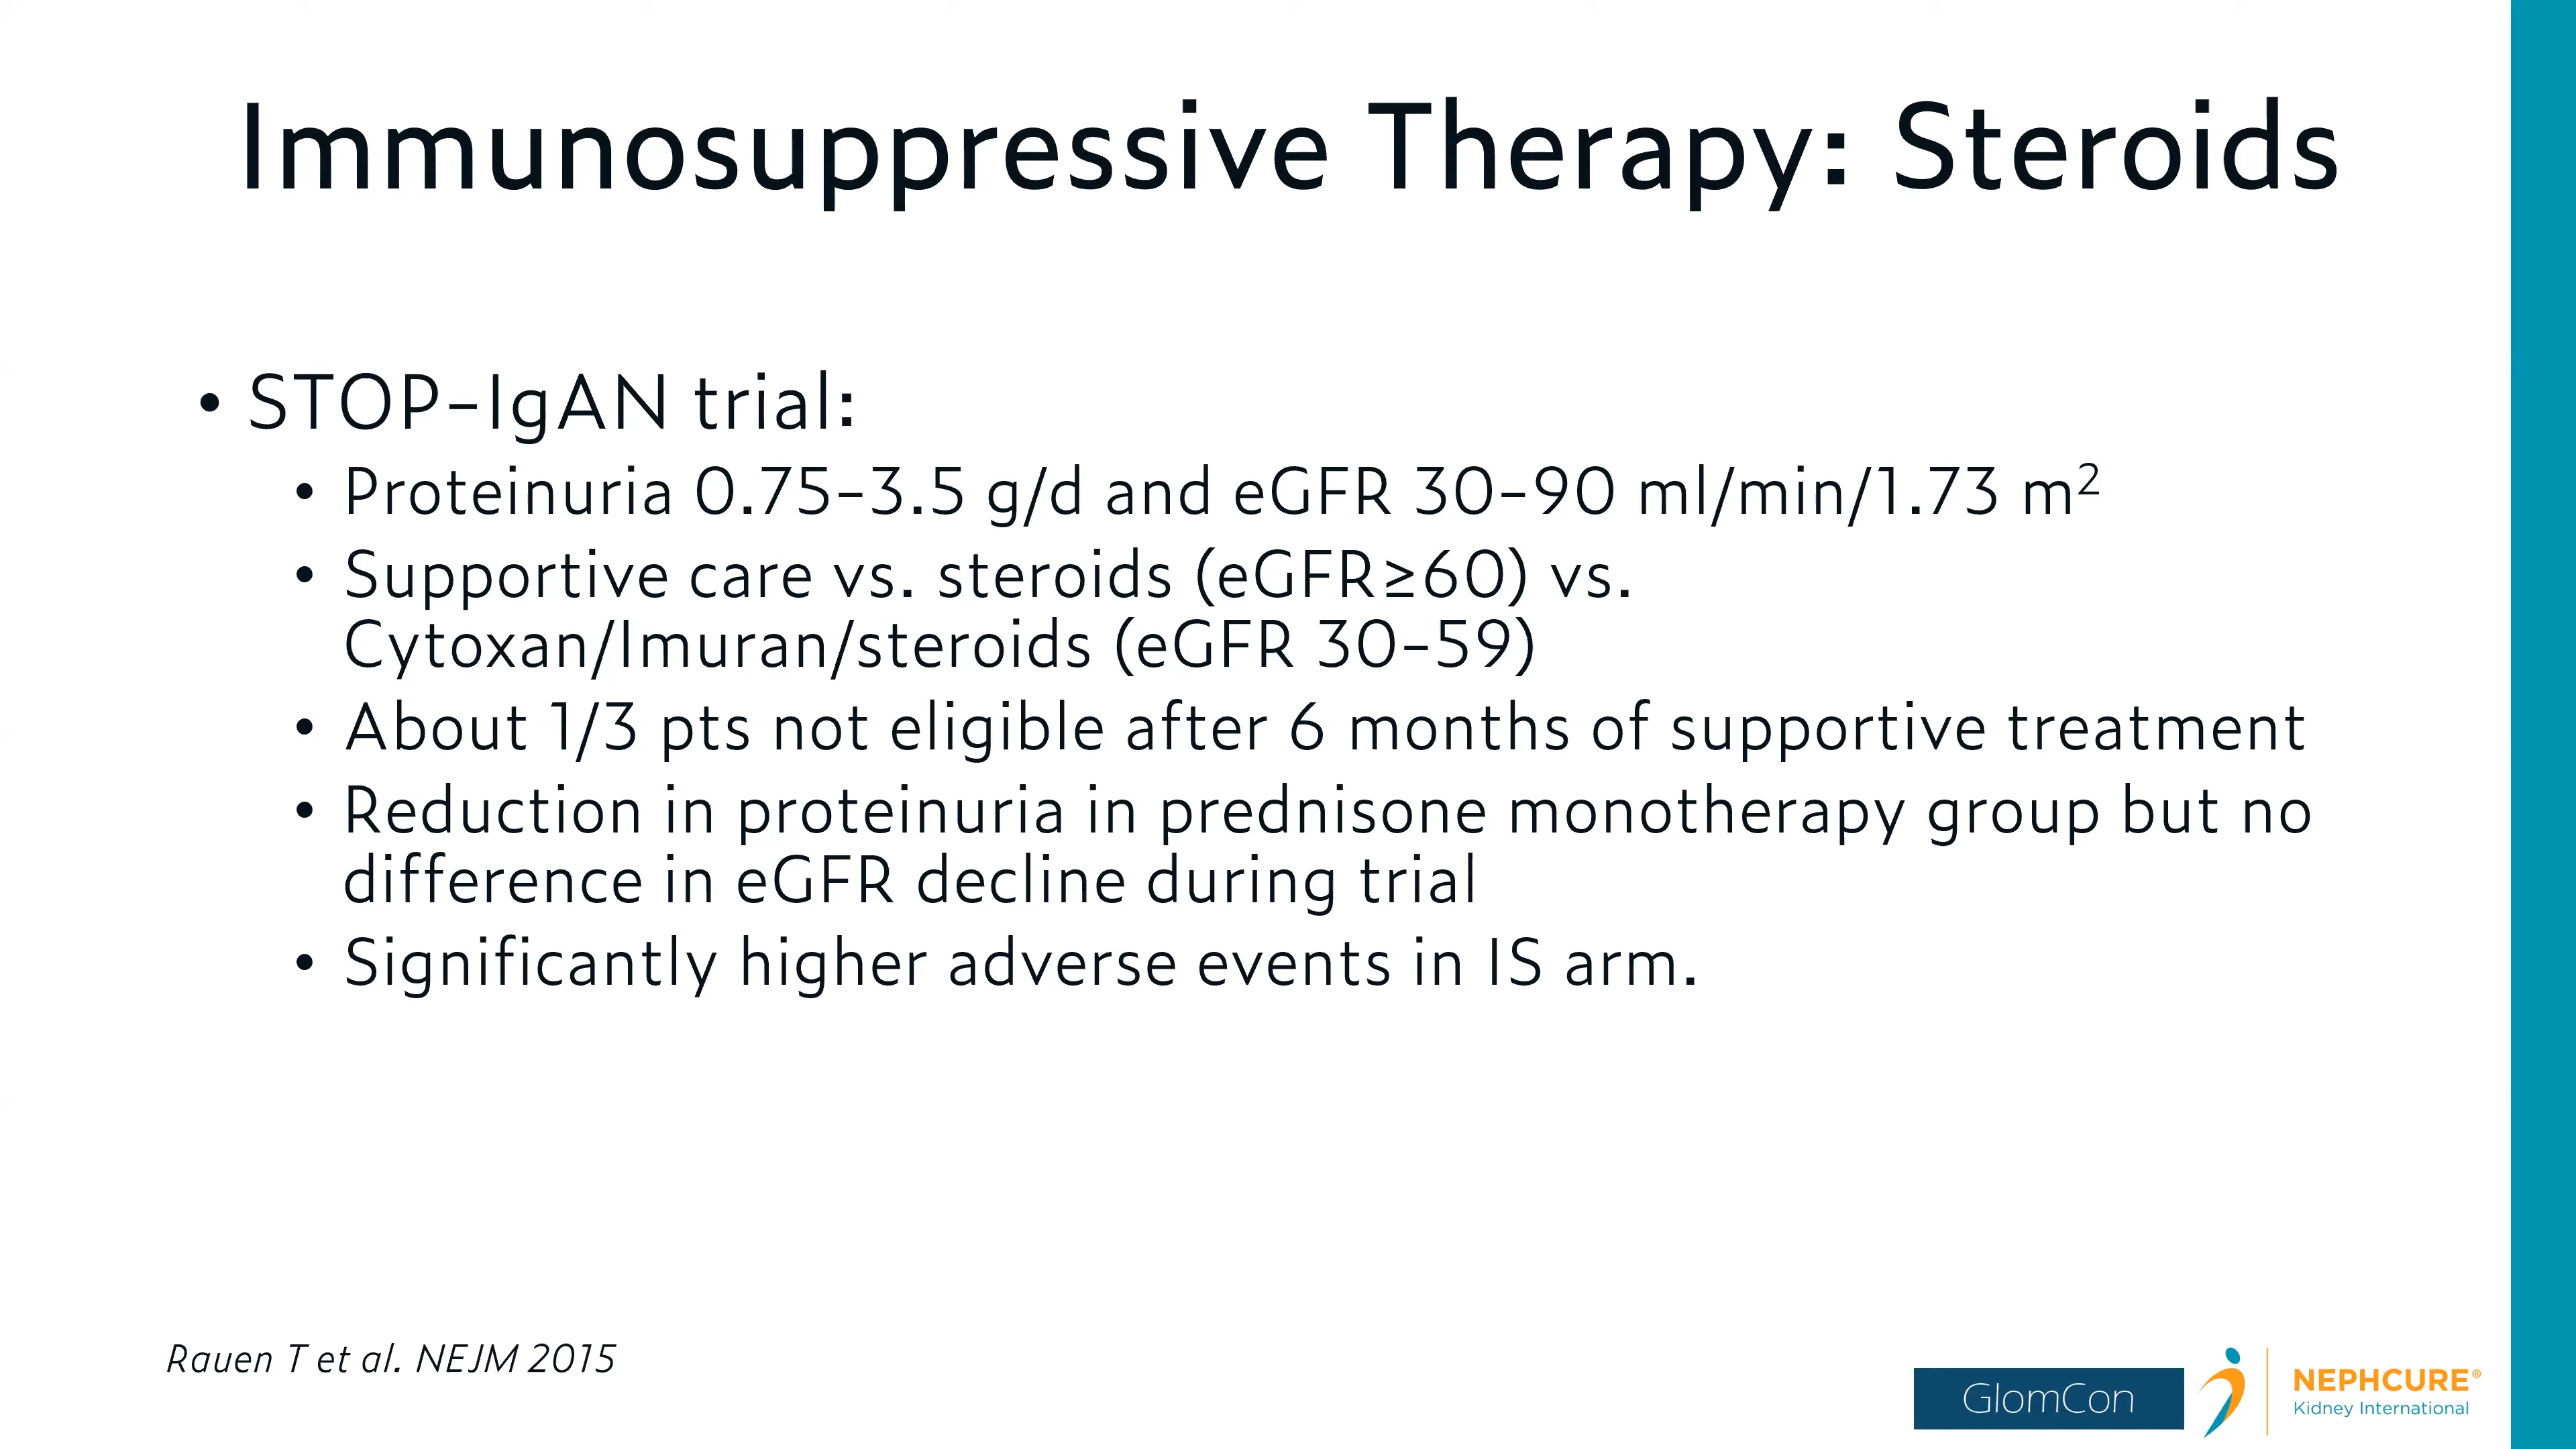 Immunosuppressive Therapy: Steroids
• STOP-IgAN trial:
• Proteinuria 0.75-3.5 g/d and eGFR 30-90 ml/min/1.73 m²
• Supportive care vs. steroids (eGFR≥60) vs.
Cytoxan/Imuran/steroids (eGFR 30-59)
• About 1/3 pts not eligible after 6 months of supportive treatment
• Reduction in proteinuria in prednisone monotherapy group but no
difference in eGFR decline during trial
• Significantly higher adverse events in IS arm.
Rauen T et al. NEJM 2015
GlomCon
NEPHCURE®
Kidney International